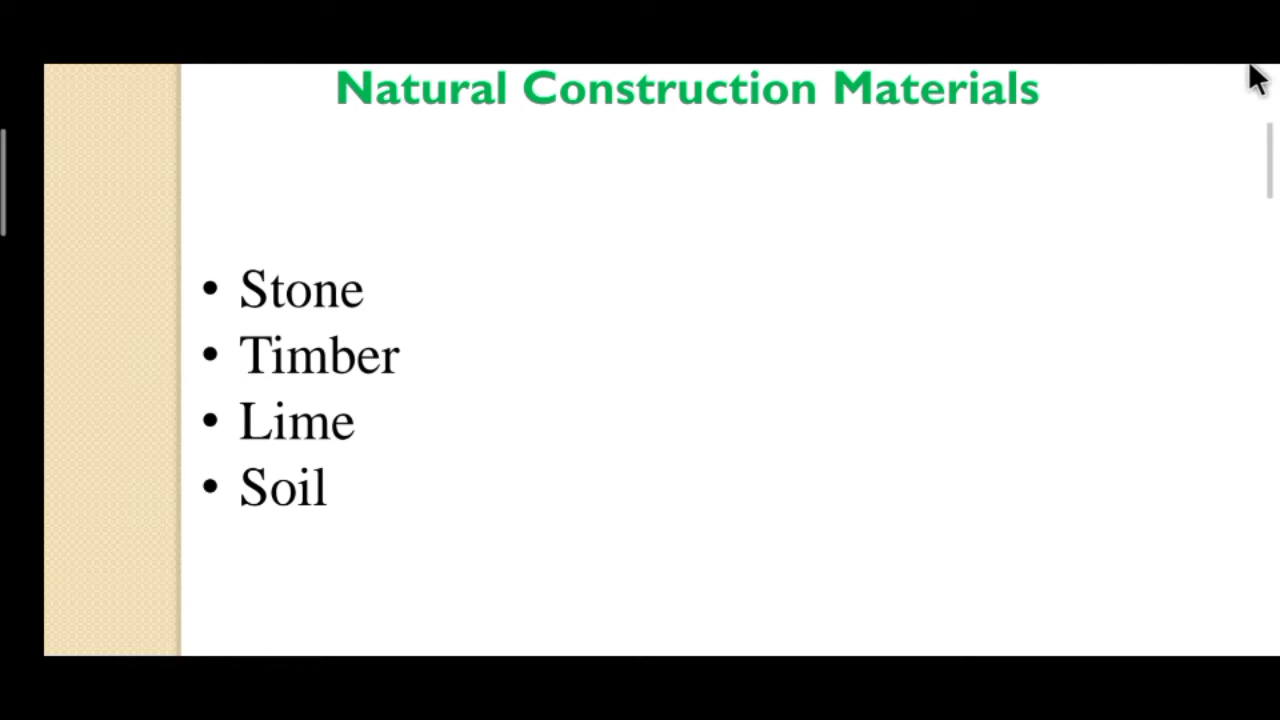 Natural Construction Materials
• Stone
• Timber
• Lime
• Soil